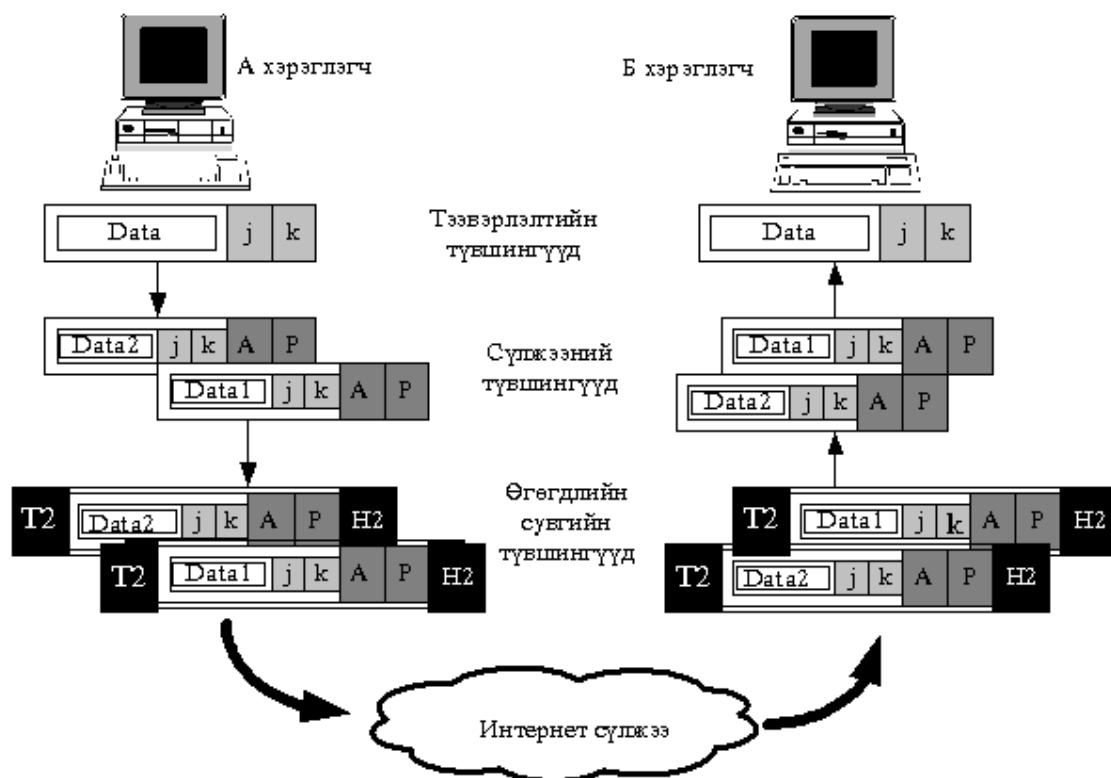 А хэрэглэгч
Б хэрэглэгч
Data j k
Тээвэрлэлтийн
түвшингүүд
Data j k
Data2 j k A P
Data1 j k A P
Сүлжээний
түвшингүүд
Data1 j k A P
Data2 j k A P
T2 Data2 j k A P H2
T2 Data1 j k A P H2
Өгөгдлийн
сувгийн
түвшингүүд
T2 Data1 j k A P H2
T2 Data2 j k A P H2
Интернет сүлжээ